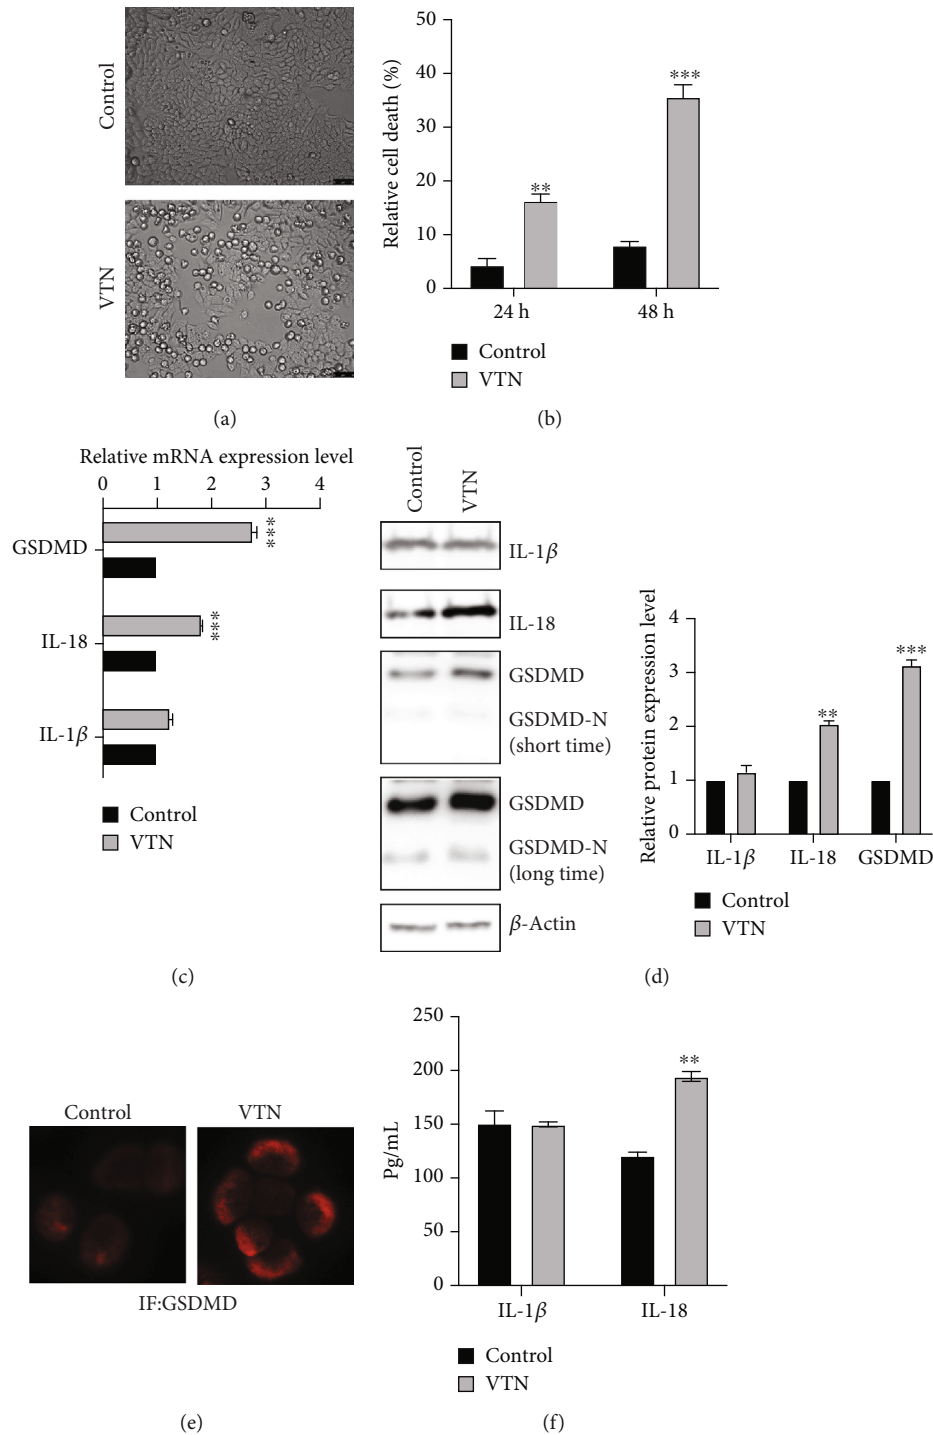 Control
VTN
(a)
Relative cell death (%)
50
40
30
20
10
0
**
***
24 h
48 h
Control
VTN
(b)
Relative mRNA expression level
0 1 2 3 4
GSDMD
***
IL-18
***
IL-1β
Control
VTN
(c)
Control
VTN
IL-1β
IL-18
GSDMD
GSDMD-N
(short time)
GSDMD
GSDMD-N
(long time)
β-Actin
Relative protein expression level
4
3
2
1
0
**
***
IL-1β
IL-18
GSDMD
Control
VTN
(d)
Control
VTN
IF:GSDMD
(e)
Pg/mL
250
200
150
100
50
0
**
IL-1β
IL-18
Control
VTN
(f)